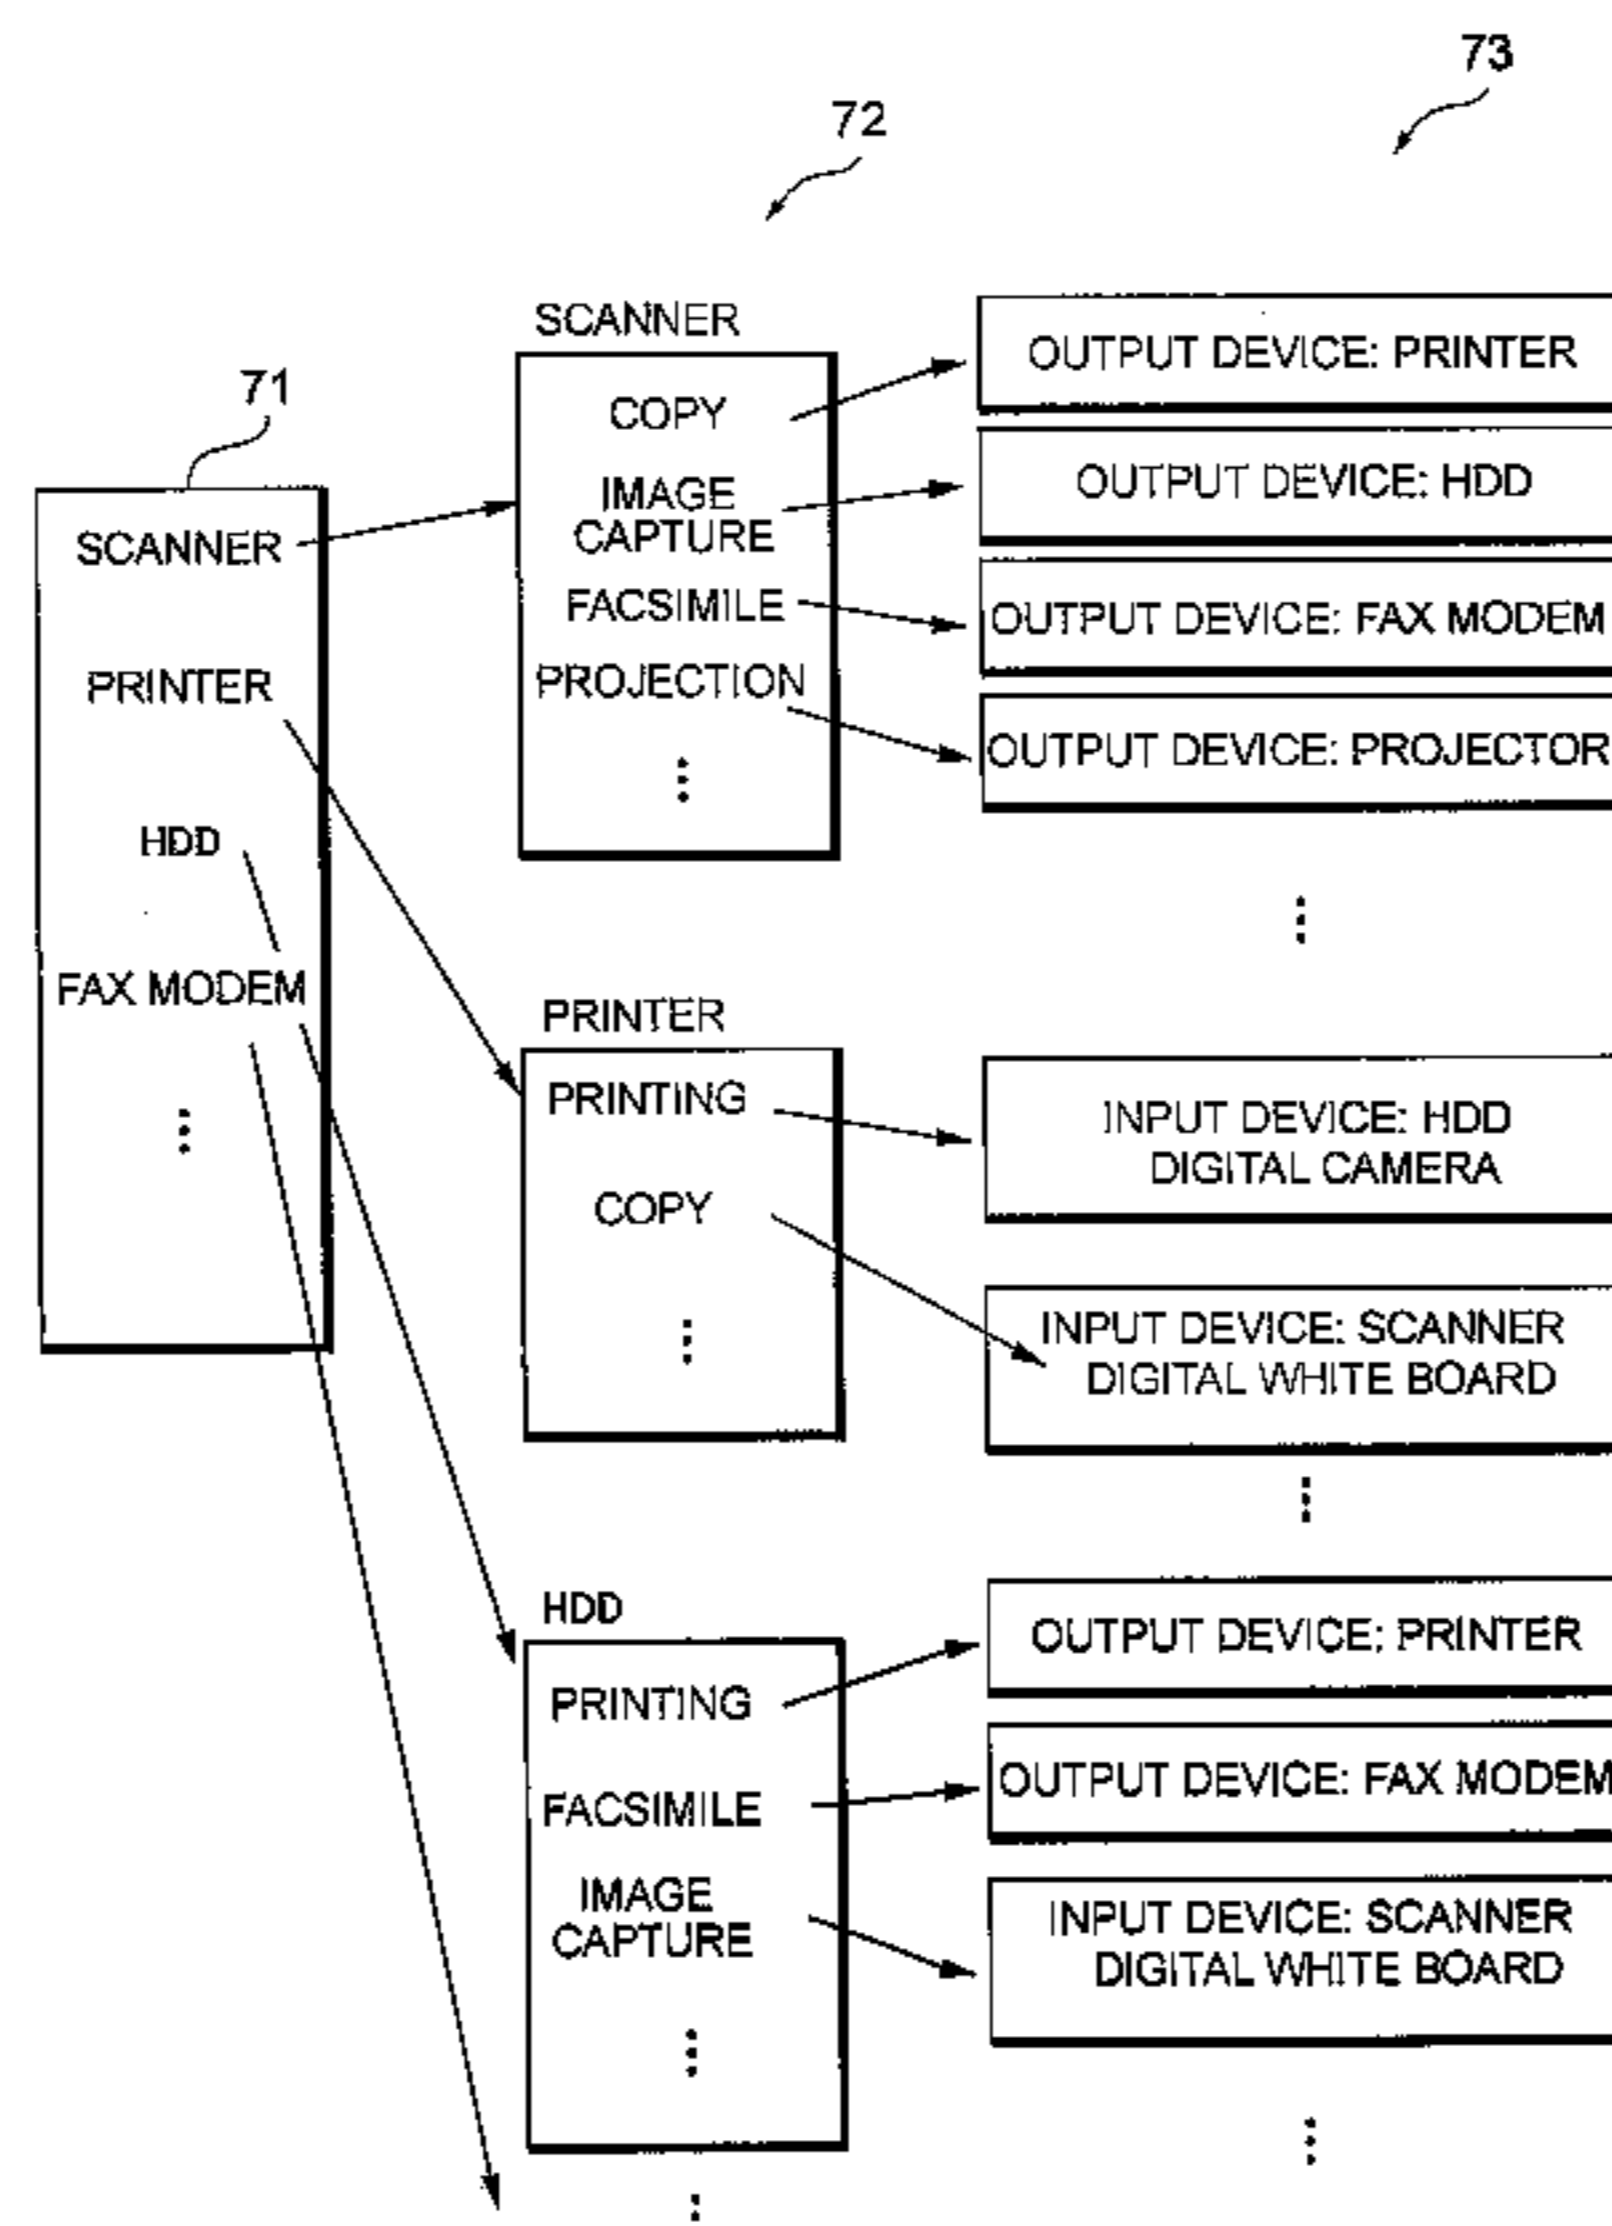 73
72
71
SCANNER
PRINTER
HDD
FAX MODEM
SCANNER
COPY
IMAGE
CAPTURE
FACSIMILE
PROJECTION
OUTPUT DEVICE: PRINTER
OUTPUT DEVICE: HDD
OUTPUT DEVICE: FAX MODEM
OUTPUT DEVICE: PROJECTOR
PRINTER
PRINTING
COPY
INPUT DEVICE: HDD
DIGITAL CAMERA
INPUT DEVICE: SCANNER
DIGITAL WHITE BOARD
HDD
PRINTING
FACSIMILE
IMAGE
CAPTURE
OUTPUT DEVICE: PRINTER
OUTPUT DEVICE: FAX MODEM
INPUT DEVICE: SCANNER
DIGITAL WHITE BOARD